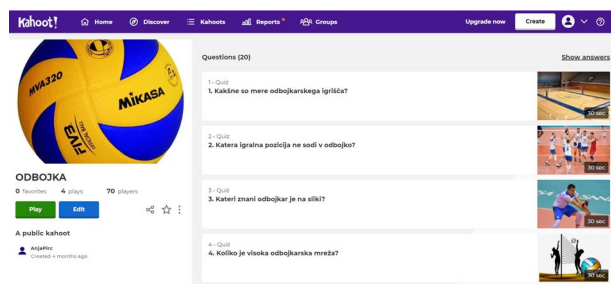 Kahoot!
Home
Discover
Kahoots
Reports
Groups
Upgrade now
Create
MVA320
MIKASA
FIVB
OFFICIAL BALL
ODBOJKA
0 favorites 4 plays 70 players
Play
Edit
A public kahoot
AnjaPirc
Created 4 months ago
Questions (20)
Show answers
1 - Quiz
1. Kakšne so mere odbojkarskega igrišča?
30 sec
2 - Quiz
2. Katera igralna pozicija ne sodi v odbojko?
30 sec
3 - Quiz
3. Kateri znani odbojkar je na sliki?
30 sec
4 - Quiz
4. Koliko je visoka odbojkarska mreža?
30 sec